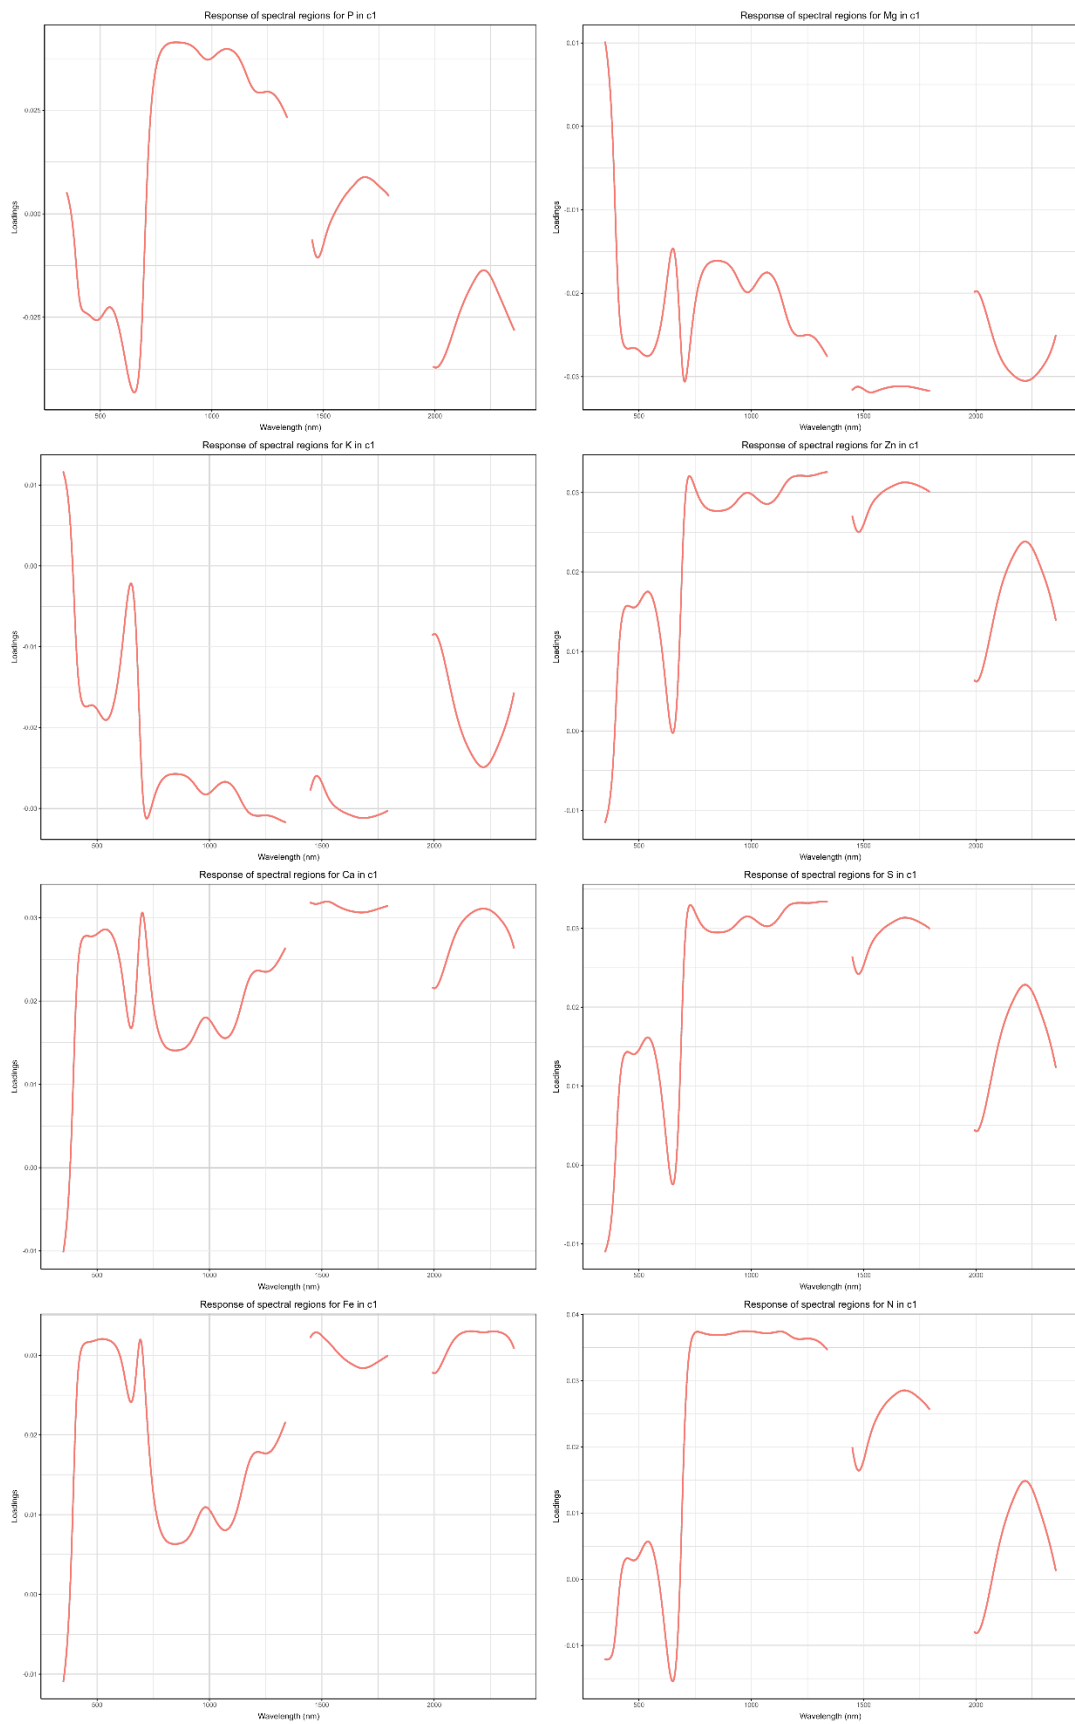 Response of spectral regions for P in c1
0.025
0.000
-0.025
Loadings
500 1000 1500 2000
Wavelength (nm)
Response of spectral regions for Mg in c1
0.01
0.00
-0.01
-0.02
-0.03
Loadings
500 1000 1500 2000
Wavelength (nm)
Response of spectral regions for K in c1
0.01
0.00
-0.01
-0.02
-0.03
Loadings
500 1000 1500 2000
Wavelength (nm)
Response of spectral regions for Zn in c1
0.03
0.02
0.01
0.00
-0.01
Loadings
500 1000 1500 2000
Wavelength (nm)
Response of spectral regions for Ca in c1
0.03
0.02
0.01
0.00
-0.01
Loadings
500 1000 1500 2000
Wavelength (nm)
Response of spectral regions for S in c1
0.03
0.02
0.01
0.00
-0.01
Loadings
500 1000 1500 2000
Wavelength (nm)
Response of spectral regions for Fe in c1
0.03
0.02
0.01
0.00
-0.01
Loadings
500 1000 1500 2000
Wavelength (nm)
Response of spectral regions for N in c1
0.04
0.03
0.02
0.01
0.00
-0.01
Loadings
500 1000 1500 2000
Wavelength (nm)